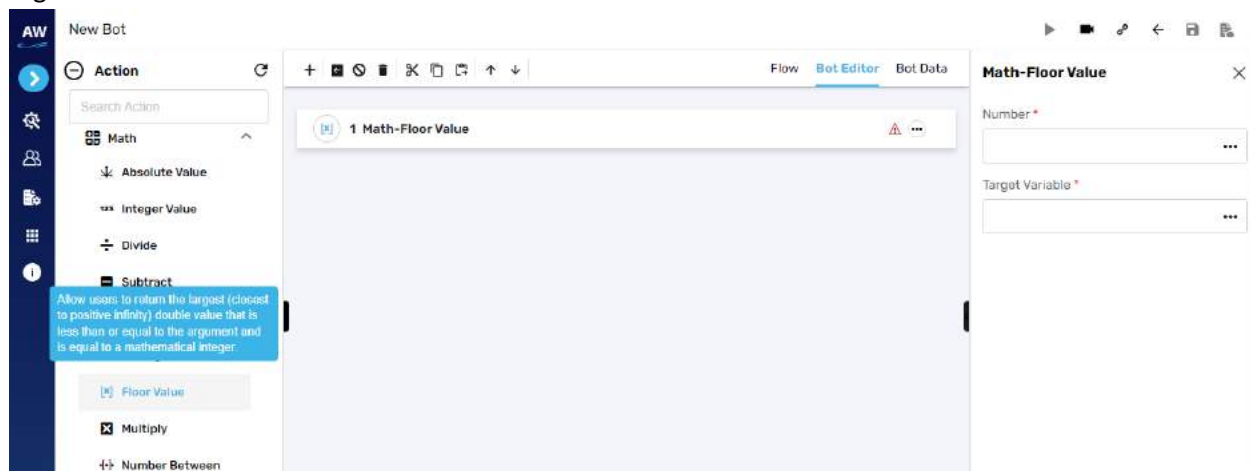 AW
New Bot
Action
Search Action
Math
Absolute Value
Integer Value
Divide
Subtract
Allow users to return the largest (closest
to positive infinity) double value that is
less than or equal to the argument and
is equal to a mathematical integer.
Floor Value
Multiply
Number Between
Flow Bot Editor Bot Data
1 Math-Floor Value
Math-Floor Value
Number *
Target Variable *